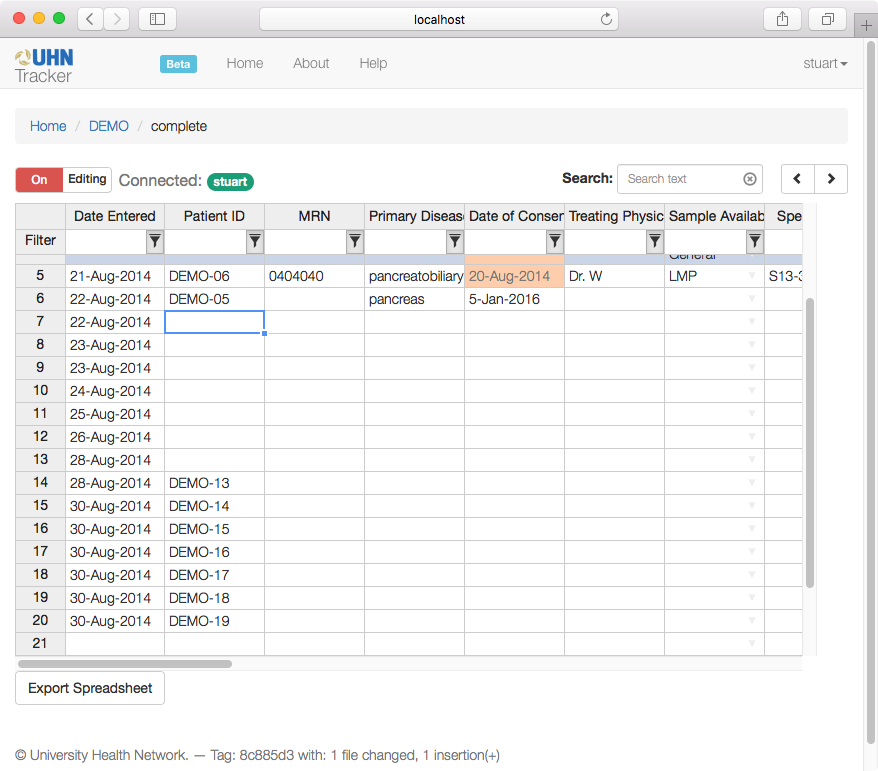 localhost
UHN
Tracker
Beta Home About Help stuart
Home / DEMO / complete
On Editing Connected: stuart Search: Search text
Date Entered Patient ID MRN Primary Diseas Date of Conser Treating Physic Sample Availab Spe
Filter
General
5 21-Aug-2014 DEMO-06 0404040 pancreatobiliary 20-Aug-2014 Dr. W LMP S13-3
6 22-Aug-2014 DEMO-05 pancreas 5-Jan-2016
7 22-Aug-2014
8 23-Aug-2014
9 23-Aug-2014
10 24-Aug-2014
11 25-Aug-2014
12 26-Aug-2014
13 28-Aug-2014
14 28-Aug-2014 DEMO-13
15 30-Aug-2014 DEMO-14
16 30-Aug-2014 DEMO-15
17 30-Aug-2014 DEMO-16
18 30-Aug-2014 DEMO-17
19 30-Aug-2014 DEMO-18
20 30-Aug-2014 DEMO-19
21
Export Spreadsheet
© University Health Network. — Tag: 8c885d3 with: 1 file changed, 1 insertion(+)